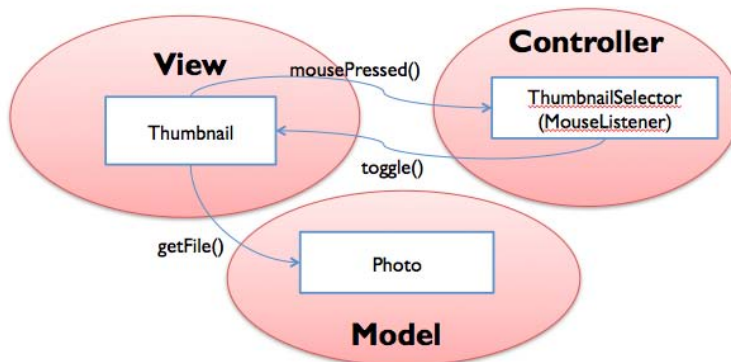 View
Controller
mousePressed()
Thumbnail
ThumbnailSelector
(MouseListener)
toggle()
getFile()
Photo
Model